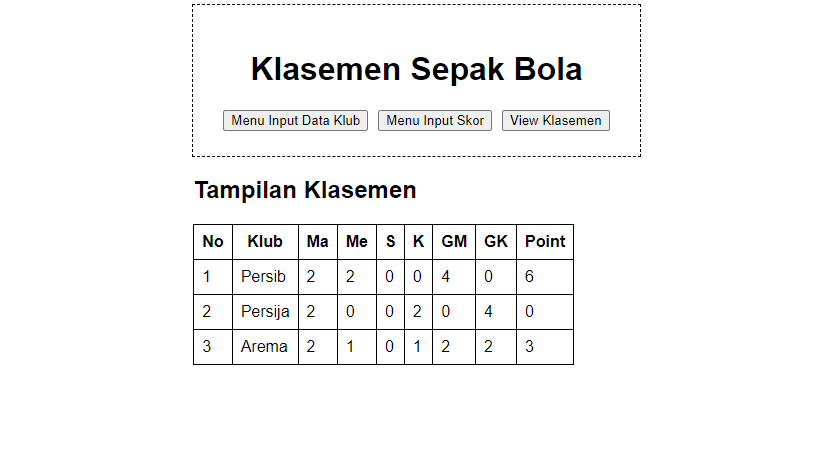 Klasemen Sepak Bola
Menu Input Data Klub Menu Input Skor View Klasemen
Tampilan Klasemen
No Klub Ma Me S K GM GK Point
1 Persib 2 2 0 0 4 0 6
2 Persija 2 0 0 2 0 4 0
3 Arema 2 1 0 1 2 2 3